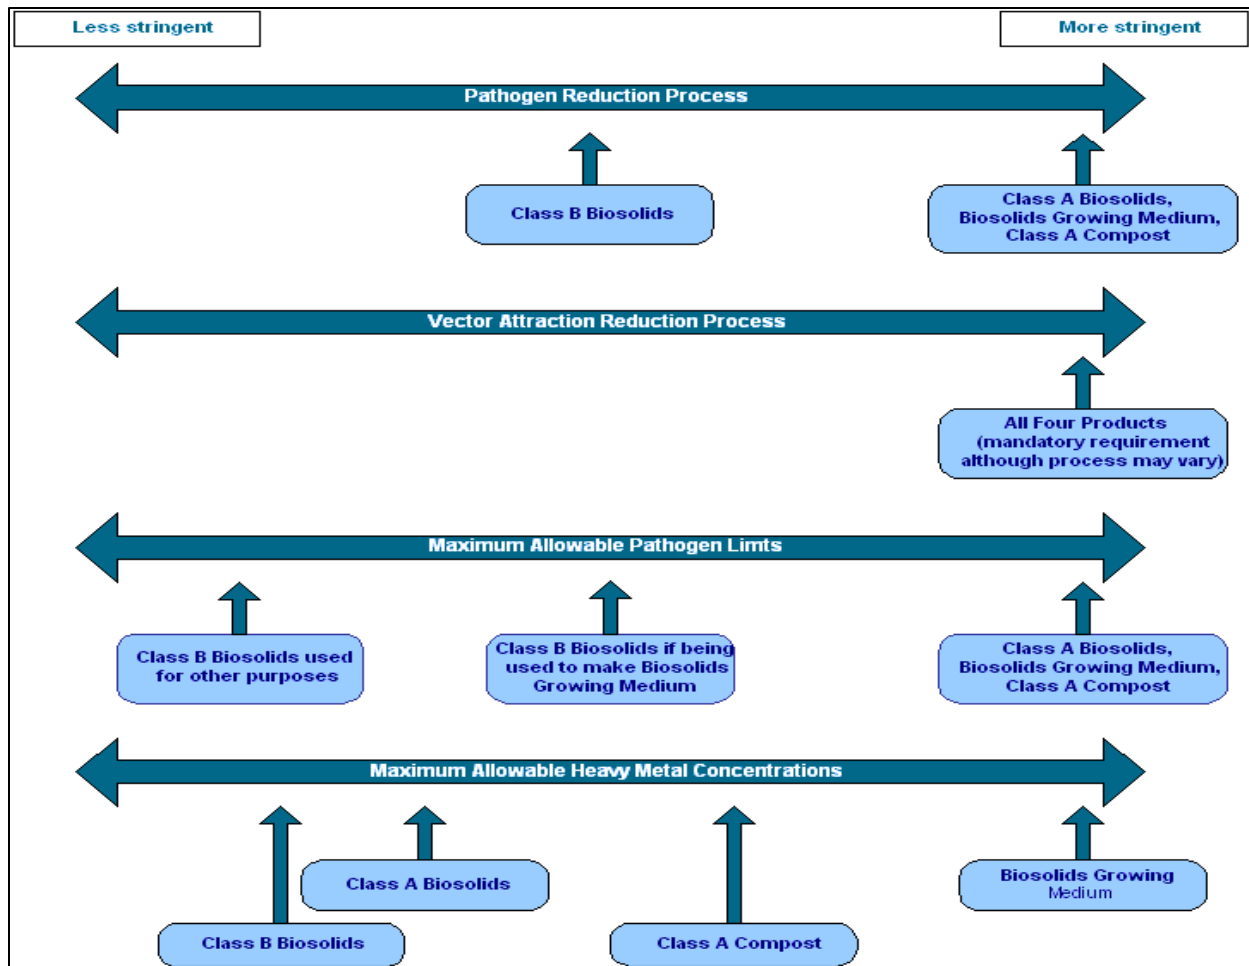 Less stringent
More stringent
Pathogen Reduction Process
Class B Biosolids
Class A Biosolids,
Biosolids Growing Medium,
Class A Compost
Vector Attraction Reduction Process
All Four Products
(mandatory requirement
although process may vary)
Maximum Allowable Pathogen Limts
Class B Biosolids used
for other purposes
Class B Biosolids if being
used to make Biosolids
Growing Medium
Class A Biosolids,
Biosolids Growing Medium,
Class A Compost
Maximum Allowable Heavy Metal Concentrations
Class A Biosolids
Biosolids Growing
Medium
Class B Biosolids
Class A Compost